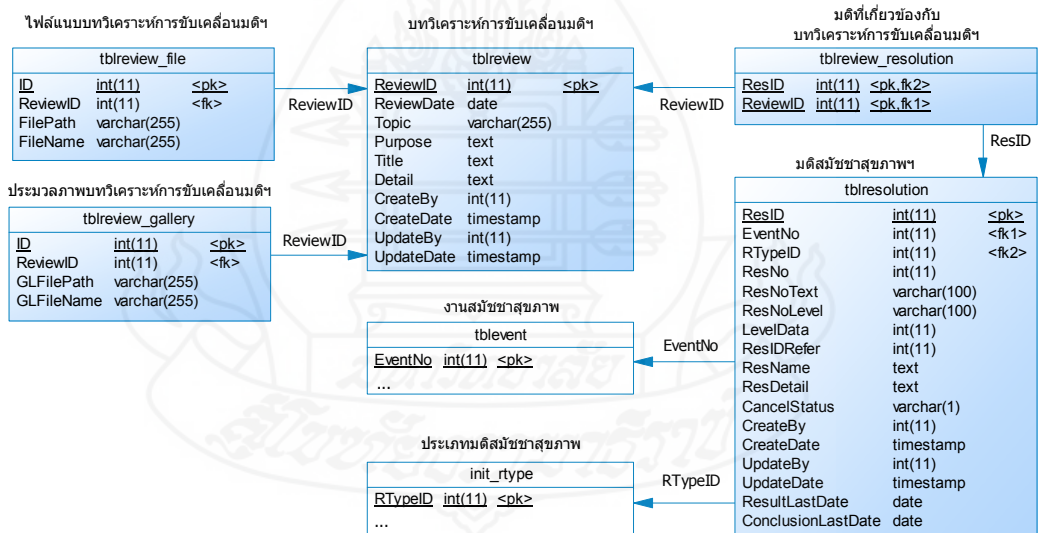 ไฟล์แนบบทวิเคราะห์การขับเคลื่อนมติฯ
tblreview_file
ID int(11) <pk>
ReviewID int(11) <fk>
FilePath varchar(255)
FileName varchar(255)
ReviewID
บทวิเคราะห์การขับเคลื่อนมติฯ
tblreview
ReviewID int(11) <pk>
ReviewDate date
Topic varchar(255)
Purpose text
Title text
Detail text
CreateBy int(11)
CreateDate timestamp
UpdateBy int(11)
UpdateDate timestamp
มติที่เกี่ยวข้องกับ
บทวิเคราะห์การขับเคลื่อนมติฯ
tblreview_resolution
ResID int(11) <pk,fk2>
ReviewID int(11) <pk,fk1>
ReviewID
ResID
ประมวลภาพบทวิเคราะห์การขับเคลื่อนมติฯ
tblreview_gallery
ID int(11) <pk>
ReviewID int(11) <fk>
GLFilePath varchar(255)
GLFileName varchar(255)
ReviewID
มติสมัชชาสุขภาพฯ
tblresolution
ResID int(11) <pk>
EventNo int(11) <fk1>
RTypeID int(11) <fk2>
ResNo int(11)
ResNoText varchar(100)
ResNoLevel varchar(100)
LevelData int(11)
ResIDRefer int(11)
ResName text
ResDetail text
CancelStatus varchar(1)
CreateBy int(11)
CreateDate timestamp
UpdateBy int(11)
UpdateDate timestamp
ResultLastDate date
ConclusionLastDate date
งานสมัชชาสุขภาพ
tblevent
EventNo int(11) <pk>
...
EventNo
ประเภทมติสมัชชาสุขภาพ
init_rtype
RTypeID int(11) <pk>
...
RTypeID